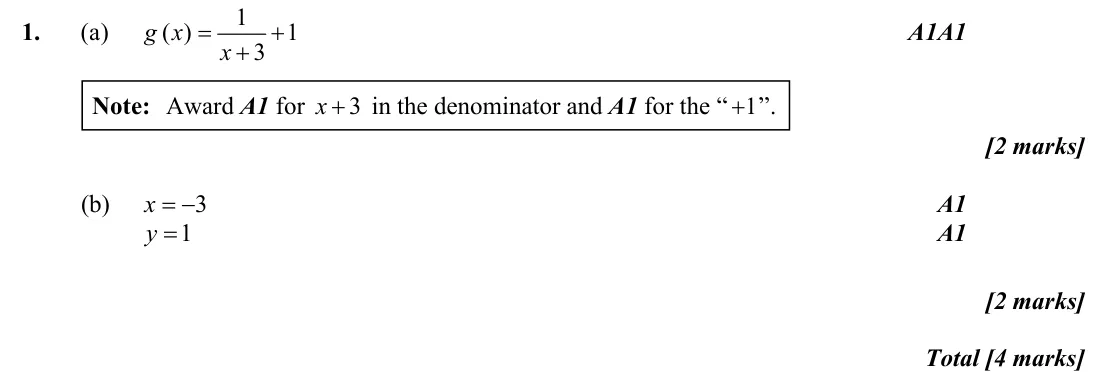 1. (a) g(x) = 1/(x+3) + 1 A1A1
Note: Award A1 for x+3 in the denominator and A1 for the “+1”.
[2 marks]
(b) x = −3 A1
y = 1 A1
[2 marks]
Total [4 marks]